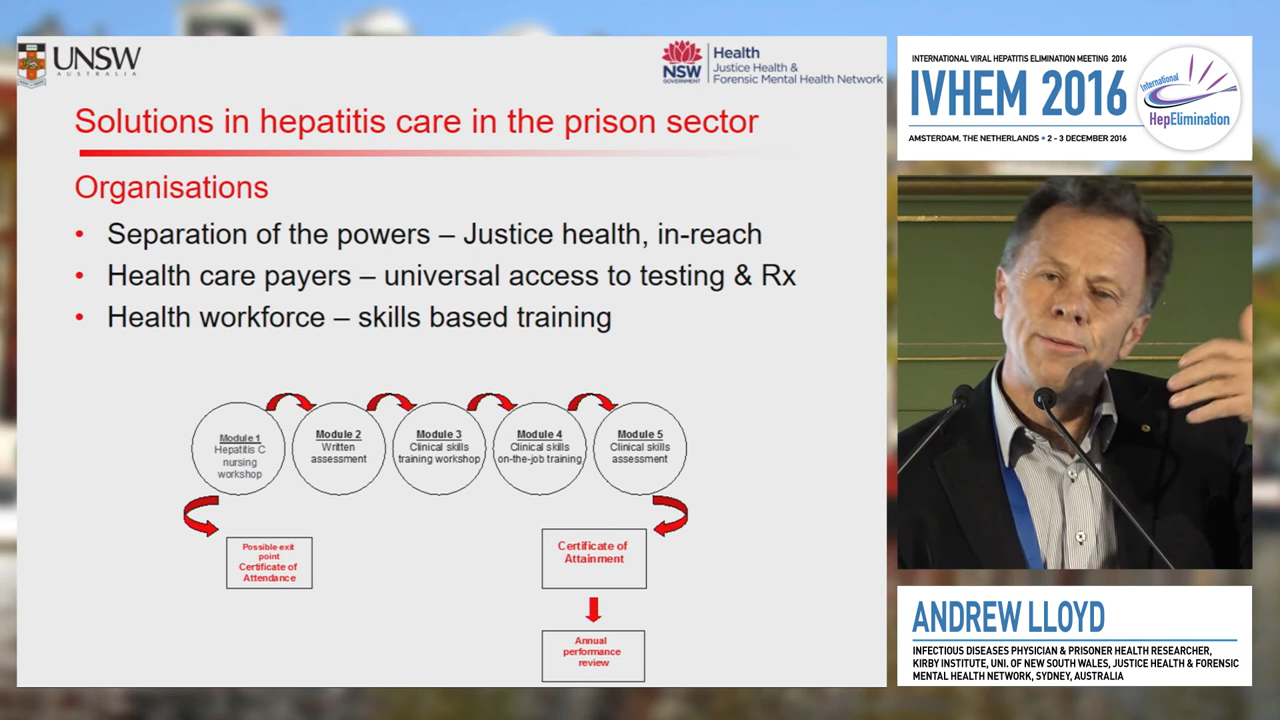 UNSW
AUSTRALIA
NSW
GOVERNMENT
Health
Justice Health &
Forensic Mental Health Network
Solutions in hepatitis care in the prison sector
Organisations
• Separation of the powers – Justice health, in-reach
• Health care payers – universal access to testing & Rx
• Health workforce – skills based training
Module 1
Hepatitis C
nursing
workshop
Module 2
Written
assessment
Module 3
Clinical skills
training workshop
Module 4
Clinical skills
on-the-job training
Module 5
Clinical skills
assessment
Possible exit
point
Certificate of
Attendance
Certificate of
Attainment
Annual
performance
review
INTERNATIONAL VIRAL HEPATITIS ELIMINATION MEETING 2016
IVHEM 2016
AMSTERDAM, THE NETHERLANDS • 2 - 3 DECEMBER 2016
International
HepElimination
ANDREW LLOYD
INFECTIOUS DISEASES PHYSICIAN & PRISONER HEALTH RESEARCHER,
KIRBY INSTITUTE, UNI. OF NEW SOUTH WALES, JUSTICE HEALTH & FORENSIC
MENTAL HEALTH NETWORK, SYDNEY, AUSTRALIA